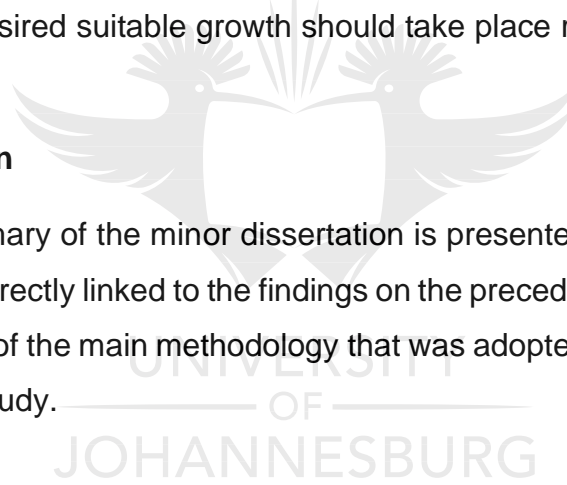 sired suitable growth should take place
n
nary of the minor dissertation is presente
rectly linked to the findings on the preced
of the main methodology that was adopte
UNIVERSITY
udy.
OF
JOHANNESBURG